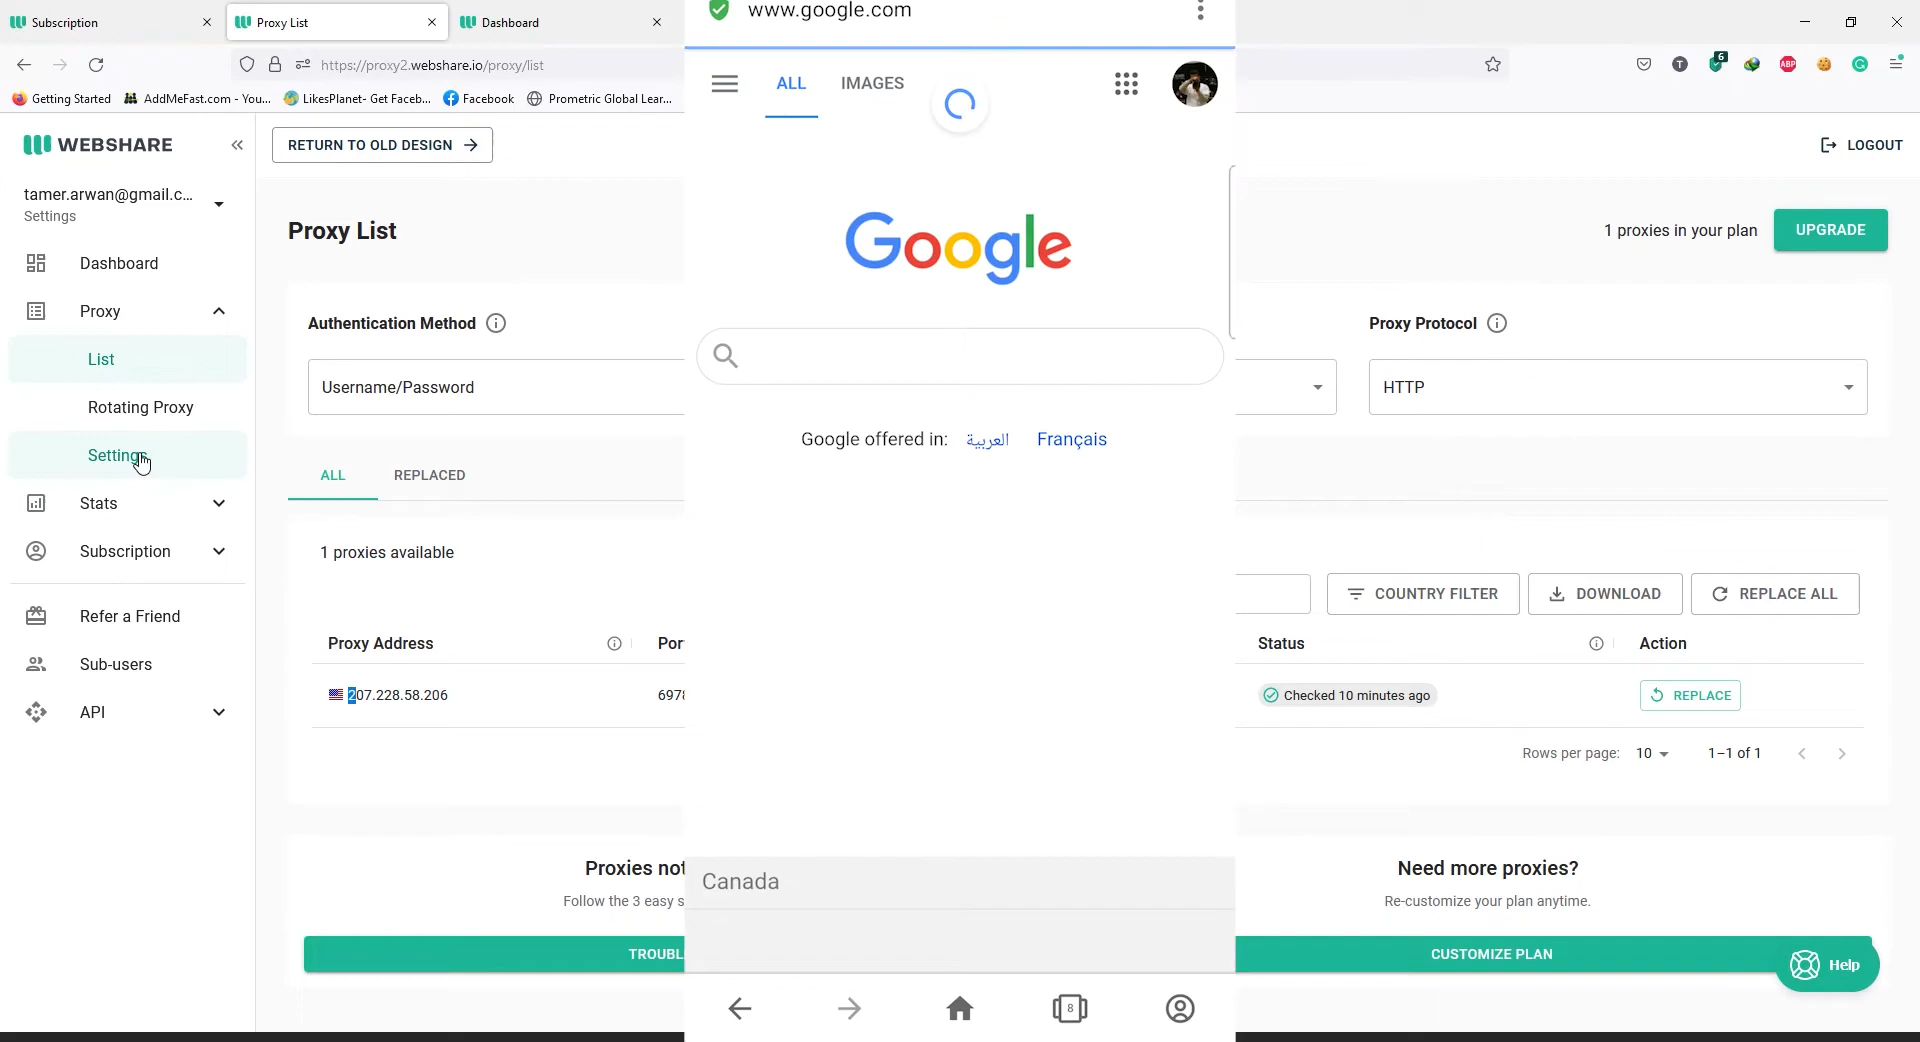 Subscription
Proxy List
Dashboard
https://proxy2.webshare.io/proxy/list
6
T
ABP
G
Getting Started
AddMeFast.com - You...
LikesPlanet- Get Faceb...
Facebook
Prometric Global Lear...
WEBSHARE
RETURN TO OLD DESIGN
LOGOUT
tamer.arwan@gmail.c...
Settings
Dashboard
Proxy
List
Rotating Proxy
Settings
Stats
Subscription
Refer a Friend
Sub-users
API
Proxy List
1 proxies in your plan
UPGRADE
Authentication Method
Username/Password
Proxy Protocol
HTTP
ALL
REPLACED
1 proxies available
COUNTRY FILTER
DOWNLOAD
REPLACE ALL
Proxy Address
Por
Status
Action
207.228.58.206
6978
Checked 10 minutes ago
REPLACE
Rows per page: 10
1–1 of 1
Proxies not
Follow the 3 easy s
TROUBL
Need more proxies?
Re-customize your plan anytime.
CUSTOMIZE PLAN
Help
www.google.com
ALL
IMAGES
Google
Google offered in: العربية Français
Canada
8